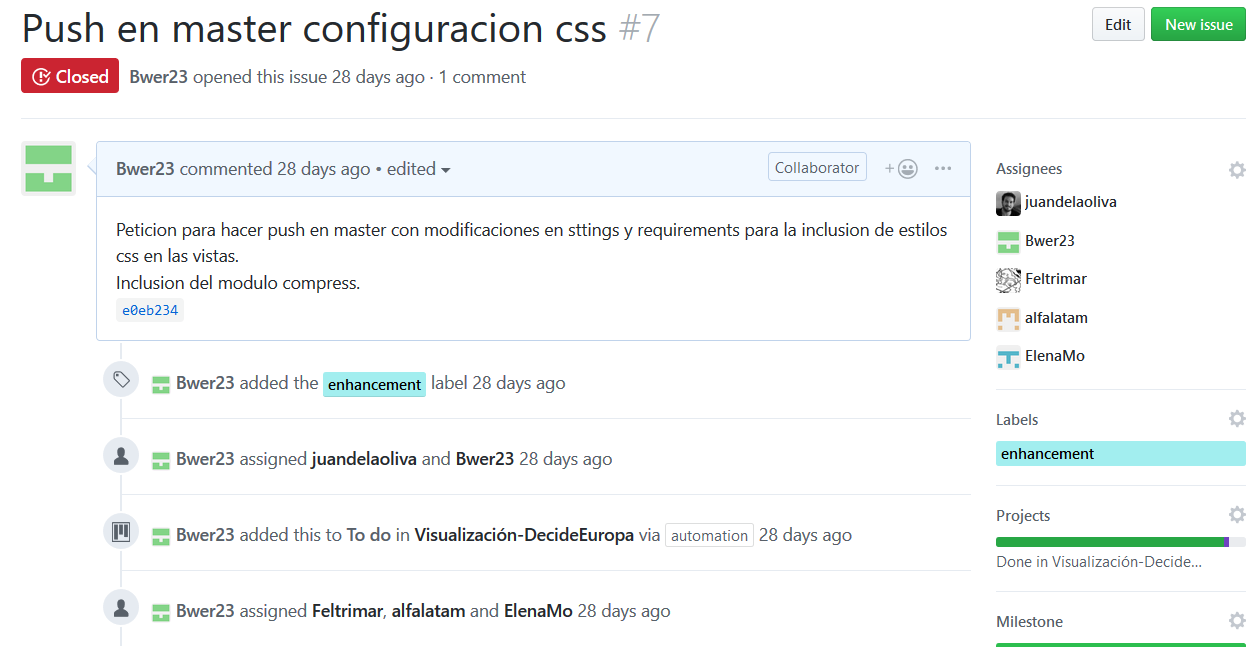 Push en master configuracion css #7
Edit
New issue
Closed
Bwer23 opened this issue 28 days ago · 1 comment
Bwer23 commented 28 days ago • edited
Collaborator
Peticion para hacer push en master con modificaciones en sttings y requirements para la inclusion de estilos
css en las vistas.
Inclusion del modulo compress.
e0eb234
Bwer23 added the enhancement label 28 days ago
Bwer23 assigned juandelaoliva and Bwer23 28 days ago
Bwer23 added this to To do in Visualización-DecideEuropa via automation 28 days ago
Bwer23 assigned Feltrimar, alfalatam and ElenaMo 28 days ago
Assignees
juandelaoliva
Bwer23
Feltrimar
alfalatam
ElenaMo
Labels
enhancement
Projects
Done in Visualización-Decide...
Milestone